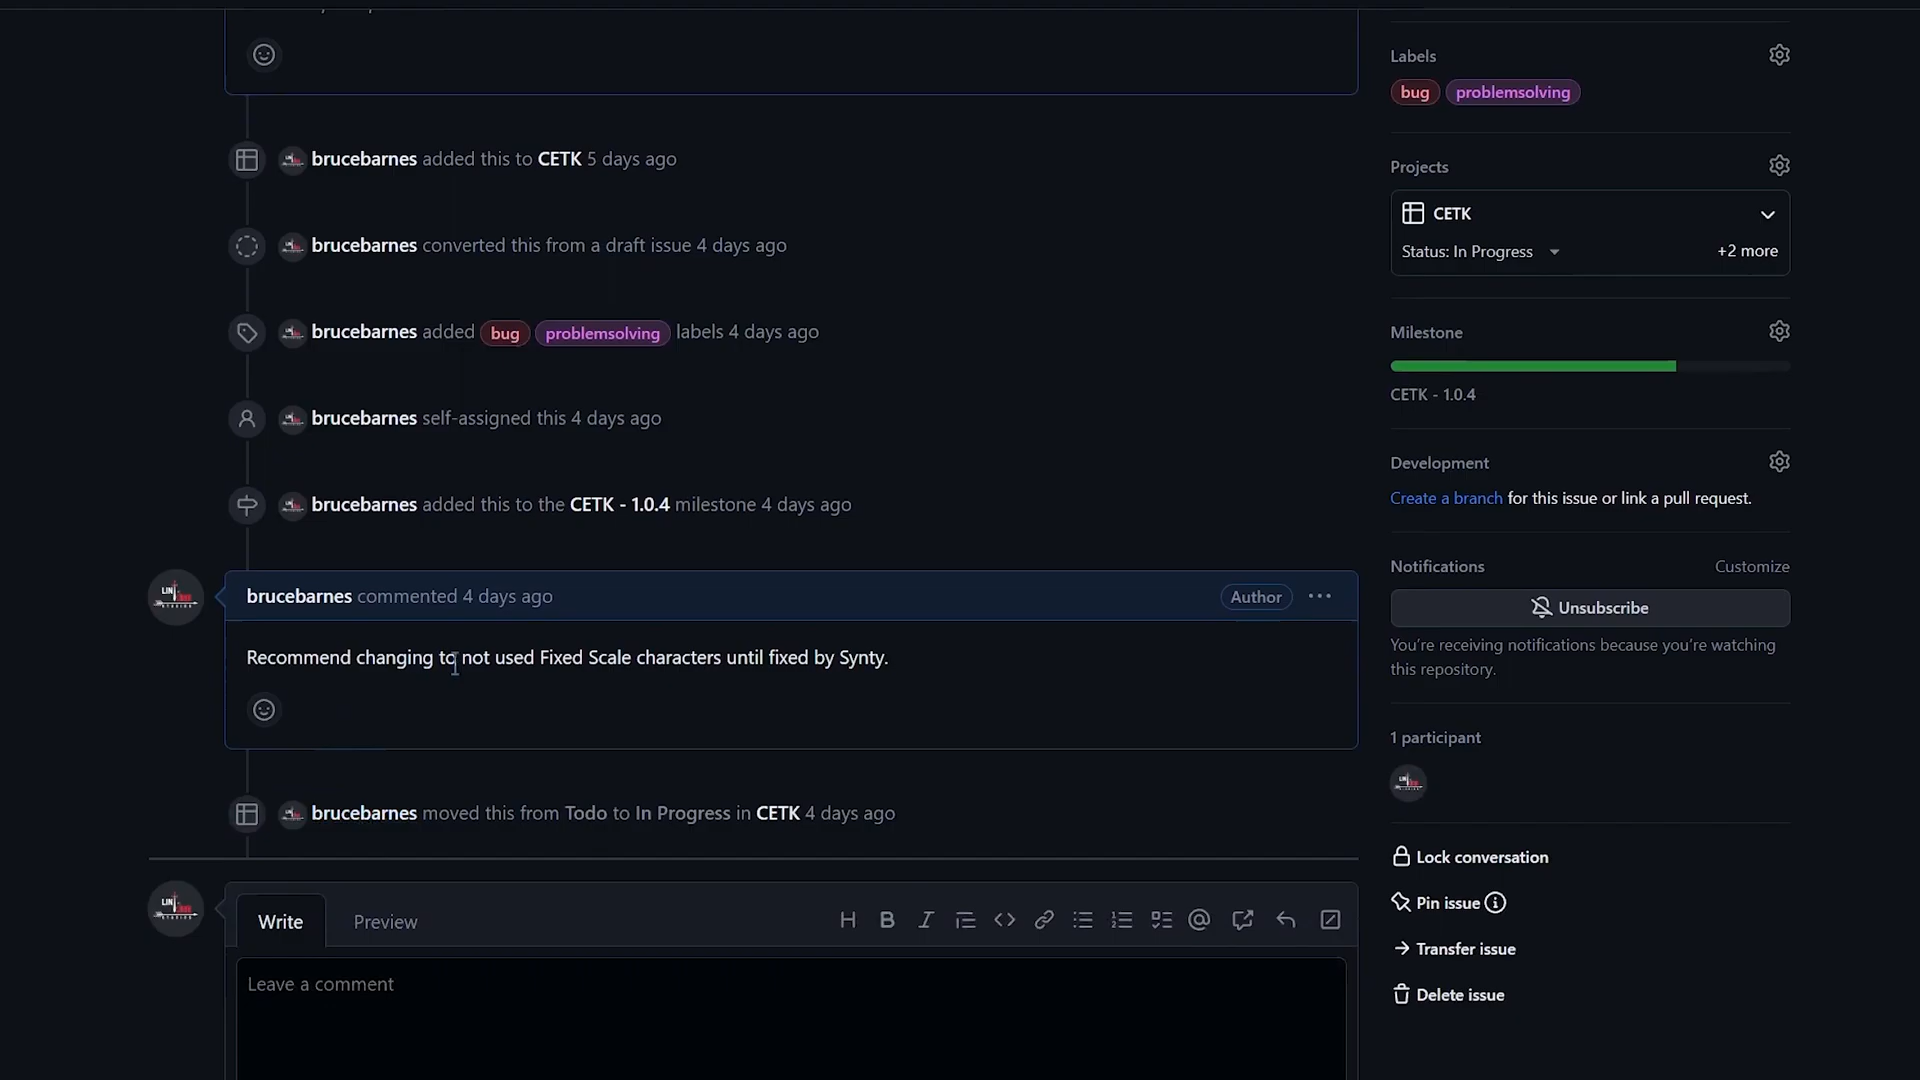 brucebarnes added this to CETK 5 days ago
brucebarnes converted this from a draft issue 4 days ago
brucebarnes added bug problemsolving labels 4 days ago
brucebarnes self-assigned this 4 days ago
brucebarnes added this to the CETK - 1.0.4 milestone 4 days ago
brucebarnes commented 4 days ago
Author
Recommend changing to not used Fixed Scale characters until fixed by Synty.
brucebarnes moved this from Todo to In Progress in CETK 4 days ago
Write
Preview
Leave a comment
Labels
bug problemsolving
Projects
CETK
Status: In Progress
+2 more
Milestone
CETK - 1.0.4
Development
Create a branch for this issue or link a pull request.
Notifications
Customize
Unsubscribe
You're receiving notifications because you're watching
this repository.
1 participant
Lock conversation
Pin issue
Transfer issue
Delete issue